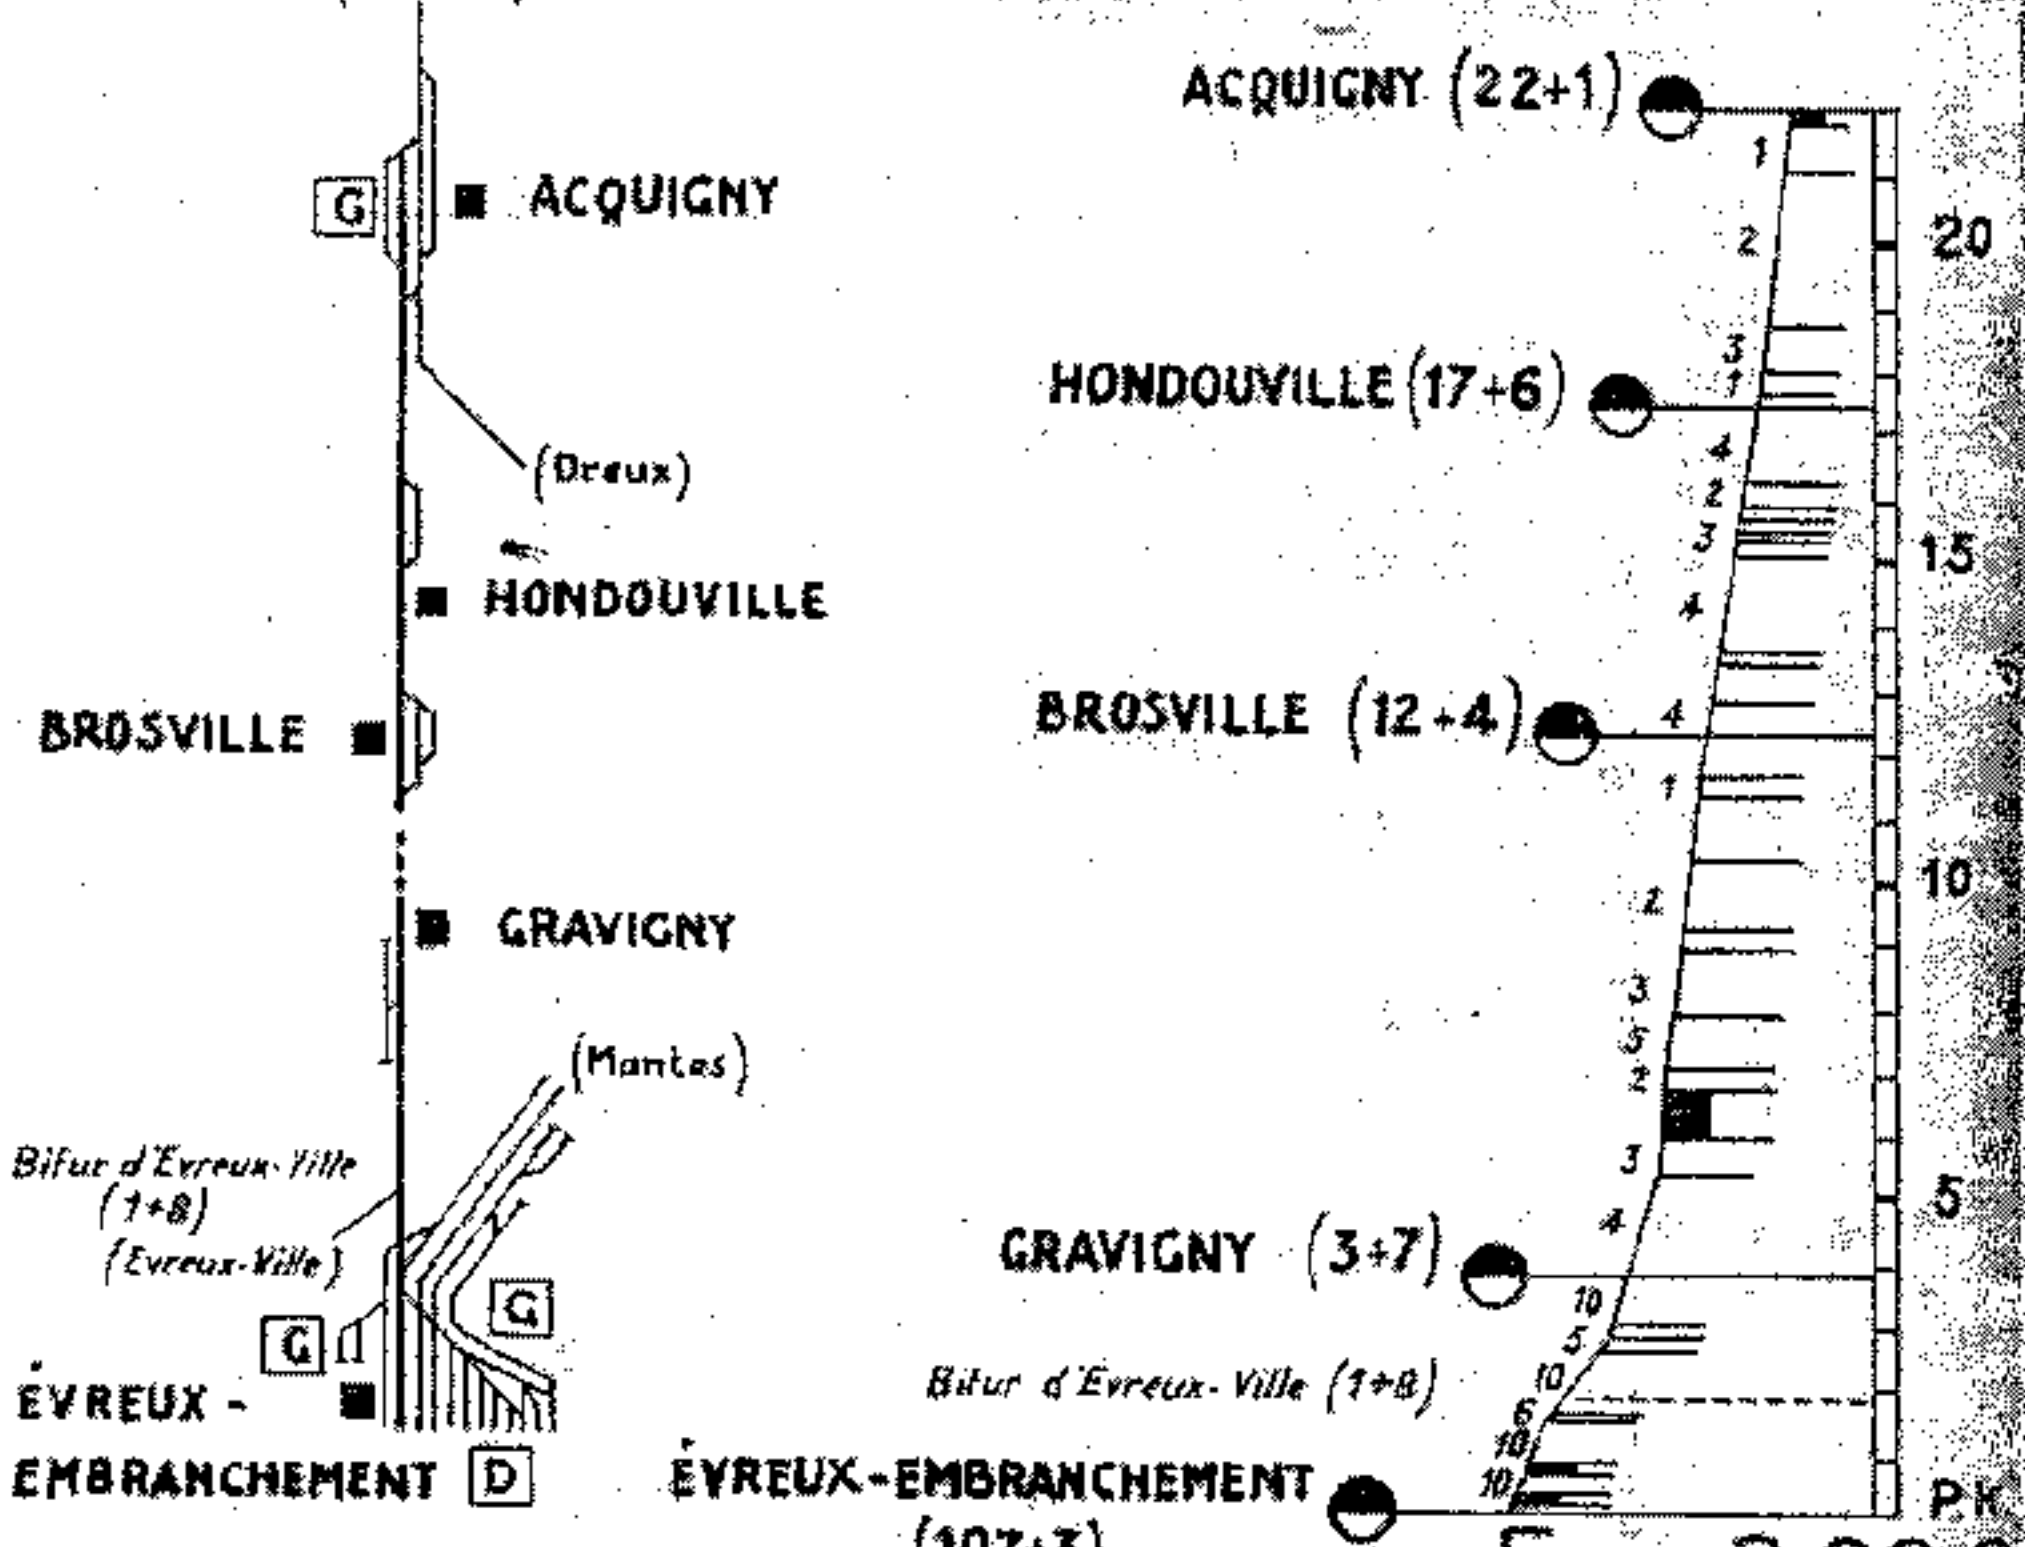 G
ACQUIGNY
(Dreux)
HONDOUVILLE
BROSVILLE
GRAVIGNY
(Mantes)
Bifur d'Evreux-Ville
(1+8)
(Evreux-Ville)
G
G
ÉVREUX -
EMBRANCHEMENT
D
ACQUIGNY (22+1)
1
20
2
3
HONDOUVILLE (17+6)
1
4
2
3
15
4
BROSVILLE (12+4)
4
1
10
2
3
5
3
5
4
GRAVIGNY (3+7)
10
5
Bifur d'Evreux-Ville (1+8)
10
6
10
10
ÉVREUX-EMBRANCHEMENT
P.K